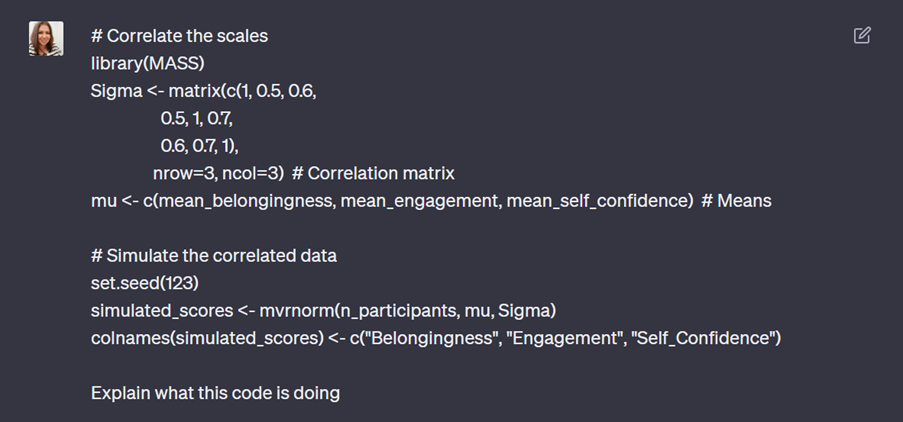 # Correlate the scales
library(MASS)
Sigma <- matrix(c(1, 0.5, 0.6,
0.5, 1, 0.7,
0.6, 0.7, 1),
nrow=3, ncol=3)  # Correlation matrix
mu <- c(mean_belongingness, mean_engagement, mean_self_confidence)  # Means
# Simulate the correlated data
set.seed(123)
simulated_scores <- mvrnorm(n_participants, mu, Sigma)
colnames(simulated_scores) <- c("Belongingness", "Engagement", "Self_Confidence")
Explain what this code is doing